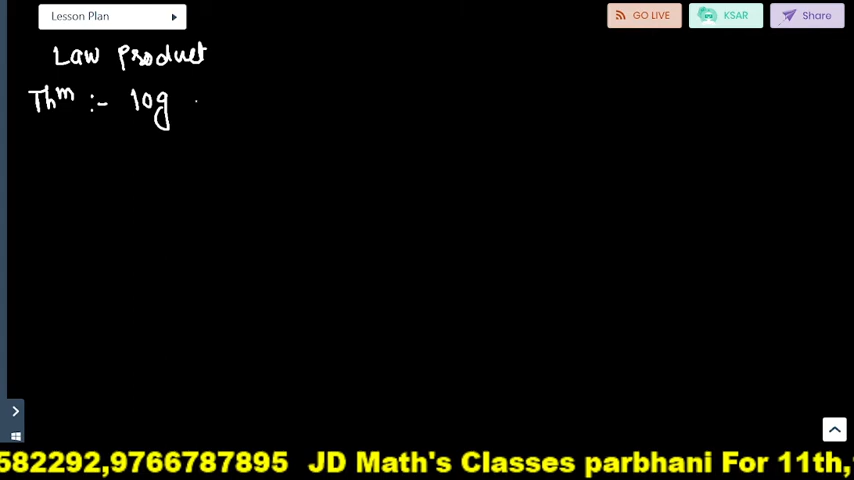 Lesson Plan
GO LIVE
KSAR
Share
Law Product
Thm :- log
582292,9766787895 JD Math's Classes parbhani For 11th,